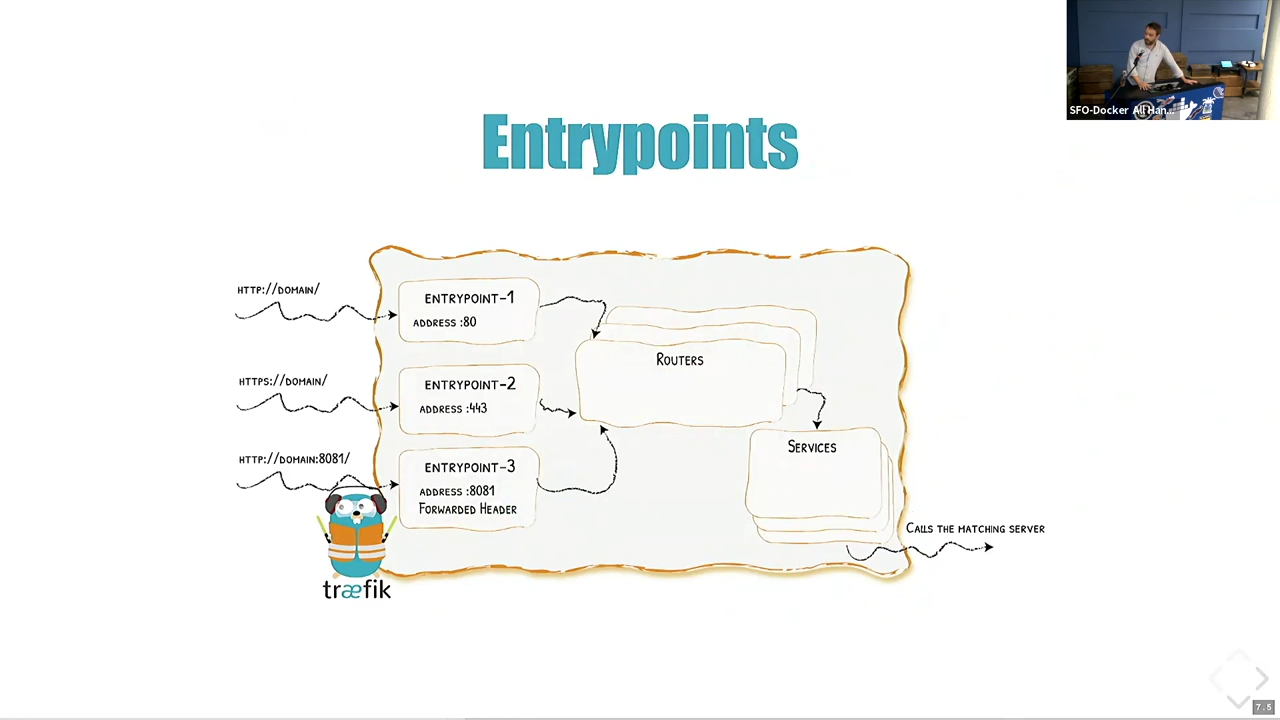 SFO-Docker All Han...
Entrypoints
HTTP://DOMAIN/
ENTRYPOINT-1
ADDRESS :80
ROUTERS
HTTPS://DOMAIN/
ENTRYPOINT-2
ADDRESS :443
SERVICES
HTTP://DOMAIN:8081/
ENTRYPOINT-3
ADDRESS :8081
FORWARDED HEADER
CALLS THE MATCHING SERVER
træfik
7.5